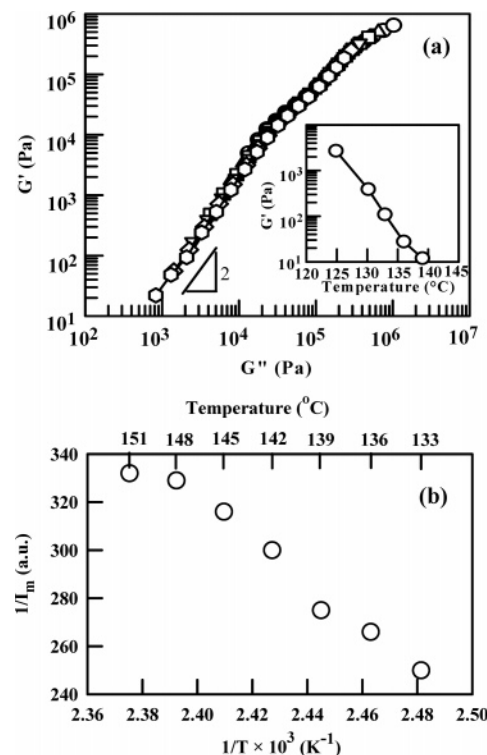 (a)
10^6
10^5
10^4
10^3
10^2
10^1
G' (Pa)
10^2 10^3 10^4 10^5 10^6 10^7
G" (Pa)
2
G' (Pa)
10^3
10^2
10
120 125 130 135 140 145
Temperature (°C)
Temperature (°C)
151 148 145 142 139 136 133
(b)
340
320
300
280
260
240
1/I_m (a.u.)
2.36 2.38 2.40 2.42 2.44 2.46 2.48 2.50
1/T × 10^3 (K^-1)